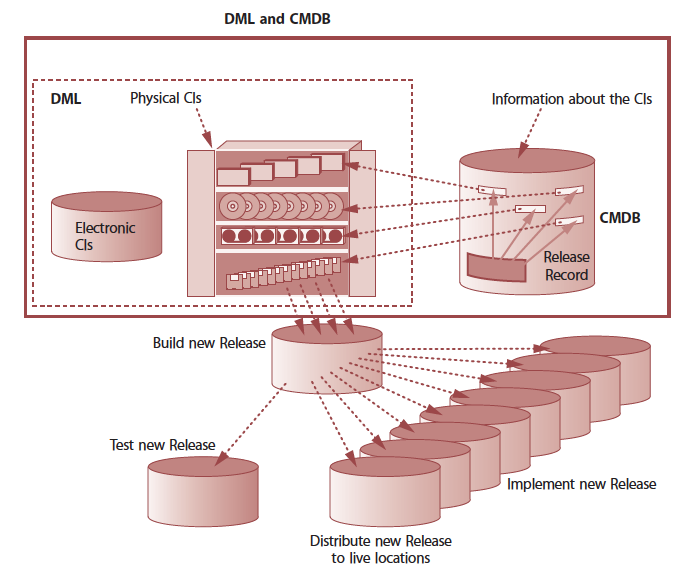 DML and CMDB
DML
Physical CIs
Information about the CIs
Electronic
CIs
CMDB
Release
Record
Build new Release
Test new Release
Implement new Release
Distribute new Release
to live locations